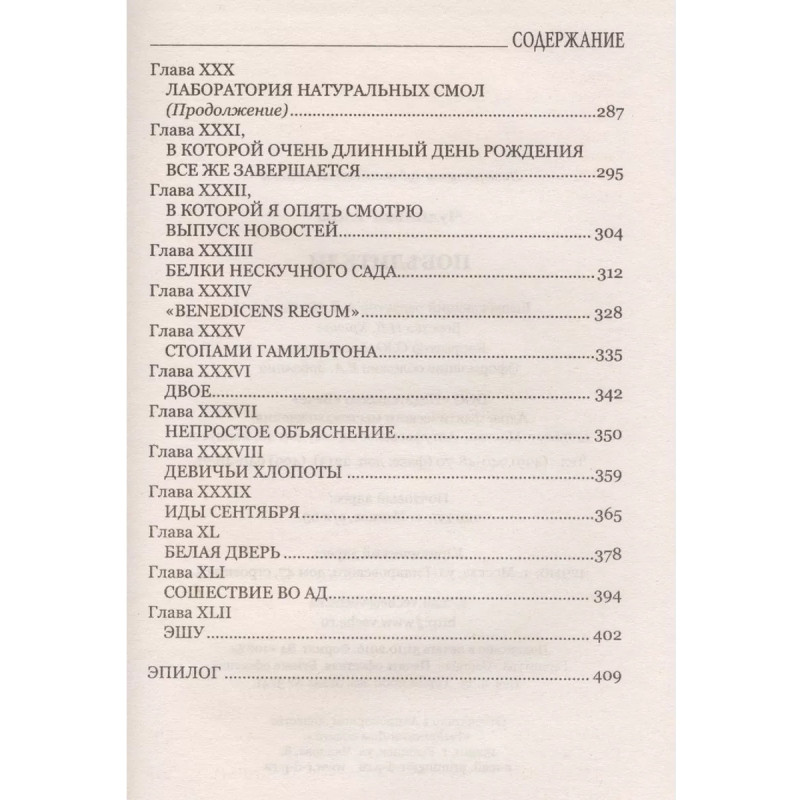 СОДЕРЖАНИЕ
Глава XXX
ЛАБОРАТОРИЯ НАТУРАЛЬНЫХ СМОЛ
(Продолжение)........287
Глава XXXI,
В КОТОРОЙ ОЧЕНЬ ДЛИННЫЙ ДЕНЬ РОЖДЕНИЯ
ВСЕ ЖЕ ЗАВЕРШАЕТСЯ........295
Глава XXXII,
В КОТОРОЙ Я ОПЯТЬ СМОТРЮ
ВЫПУСК НОВОСТЕЙ........304
Глава XXXIII
БЕЛКИ НЕСКУЧНОГО САДА........312
Глава XXXIV
«BENEDICENS REGUM»........328
Глава XXXV
СТОПАМИ ГАМИЛЬТОНА........335
Глава XXXVI
ДВОЕ........342
Глава XXXVII
НЕПРОСТОЕ ОБЪЯСНЕНИЕ........350
Глава XXXVIII
ДЕВИЧЬИ ХЛОПОТЫ........359
Глава XXXIX
ИДЫ СЕНТЯБРЯ........365
Глава XL
БЕЛАЯ ДВЕРЬ........378
Глава XLI
СОШЕСТВИЕ ВО АД........394
Глава XLII
ЭШУ........402
ЭПИЛОГ........409